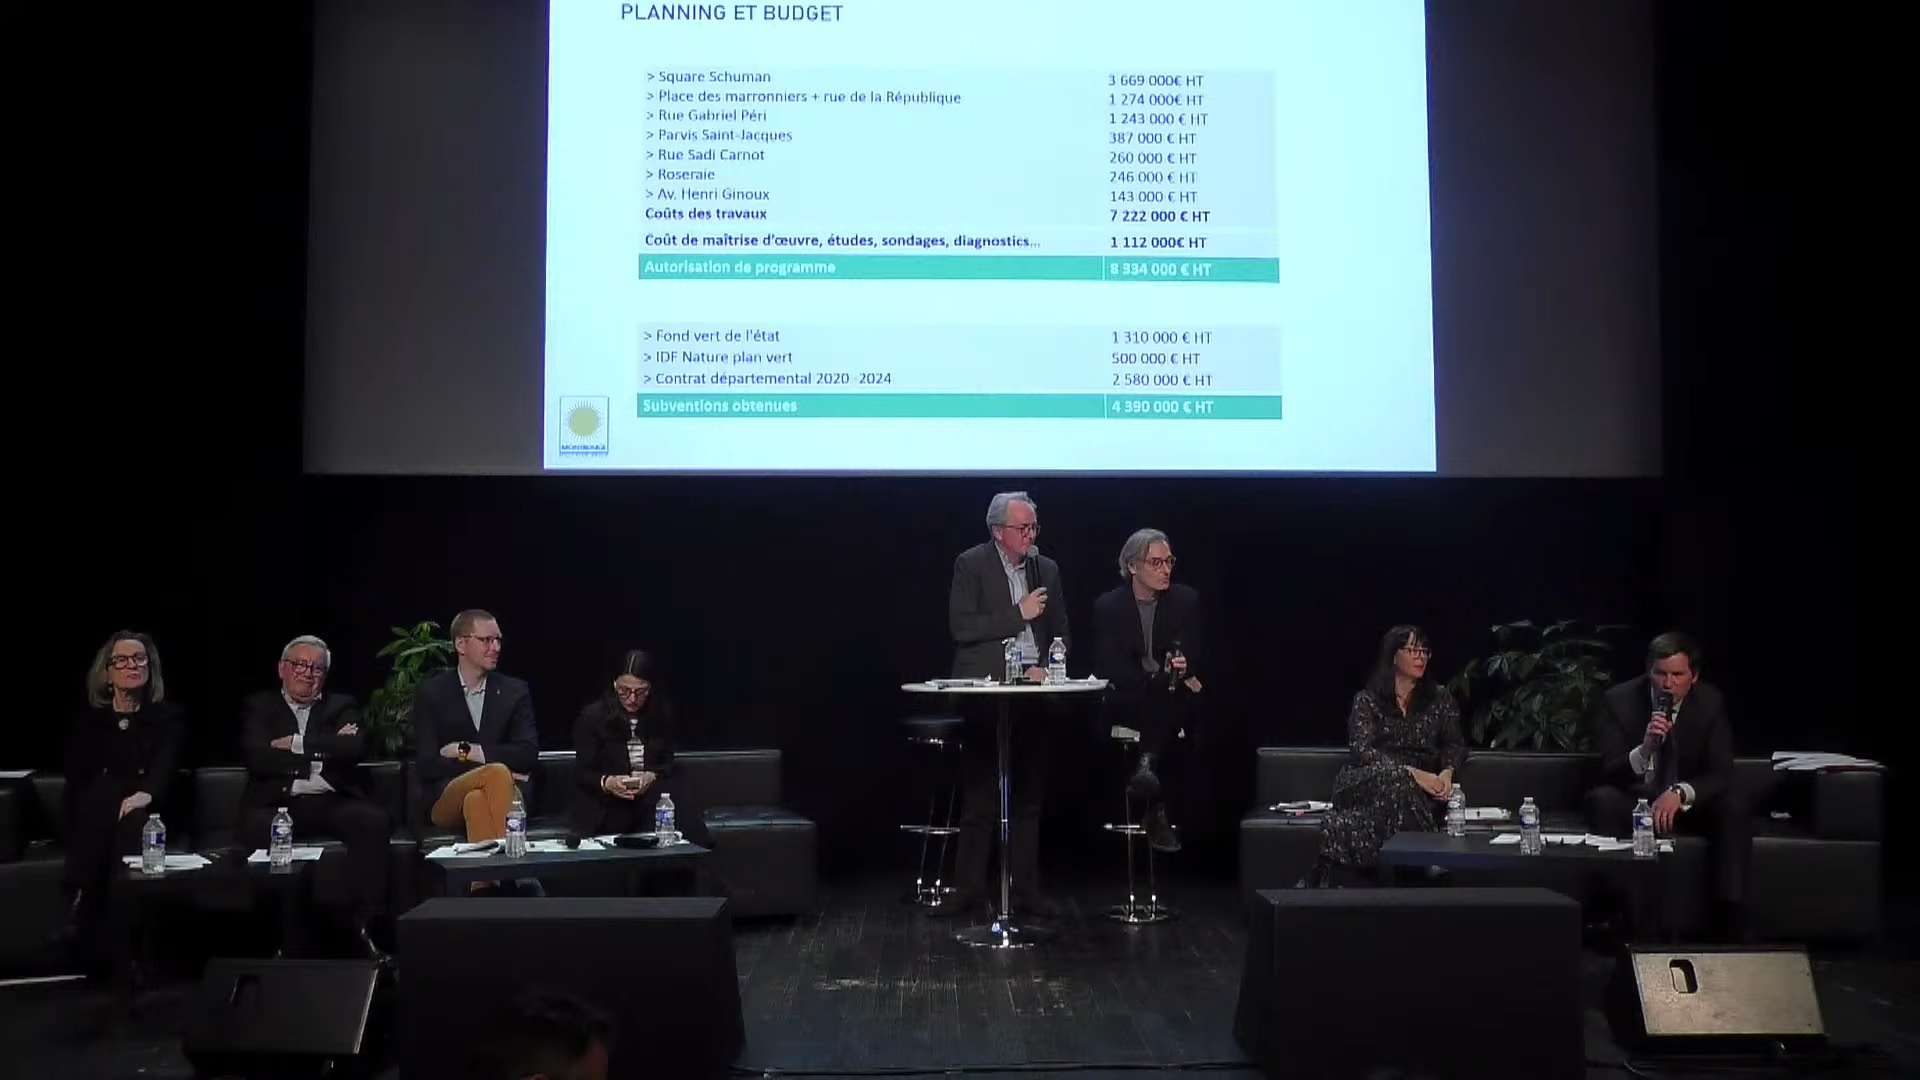 PLANNING ET BUDGET
> Square Schuman 3 669 000€ HT
> Place des marronniers + rue de la République 1 274 000€ HT
> Rue Gabriel Péri 1 243 000 € HT
> Parvis Saint-Jacques 387 000 € HT
> Rue Sadi Carnot 260 000 € HT
> Roseraie 246 000 € HT
> Av. Henri Ginoux 143 000 € HT
Coûts des travaux 7 222 000 € HT
Coût de maîtrise d'œuvre, études, sondages, diagnostics... 1 112 000€ HT
Autorisation de programme 8 334 000 € HT
> Fond vert de l'état 1 310 000 € HT
> IDF Nature plan vert 500 000 € HT
> Contrat départemental 2020 -2024 2 580 000 € HT
Subventions obtenues 4 390 000 € HT
MONTROUGE